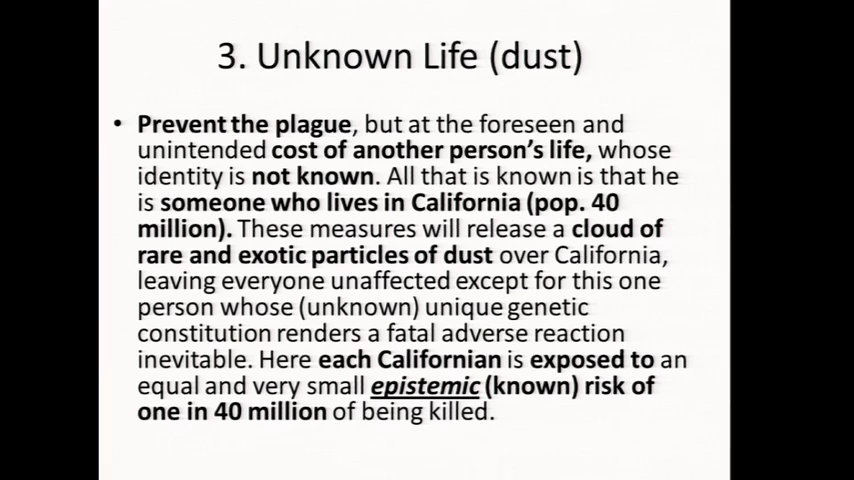 3. Unknown Life (dust)
• Prevent the plague, but at the foreseen and
unintended cost of another person's life, whose
identity is not known. All that is known is that he
is someone who lives in California (pop. 40
million). These measures will release a cloud of
rare and exotic particles of dust over California,
leaving everyone unaffected except for this one
person whose (unknown) unique genetic
constitution renders a fatal adverse reaction
inevitable. Here each Californian is exposed to an
equal and very small epistemic (known) risk of
one in 40 million of being killed.